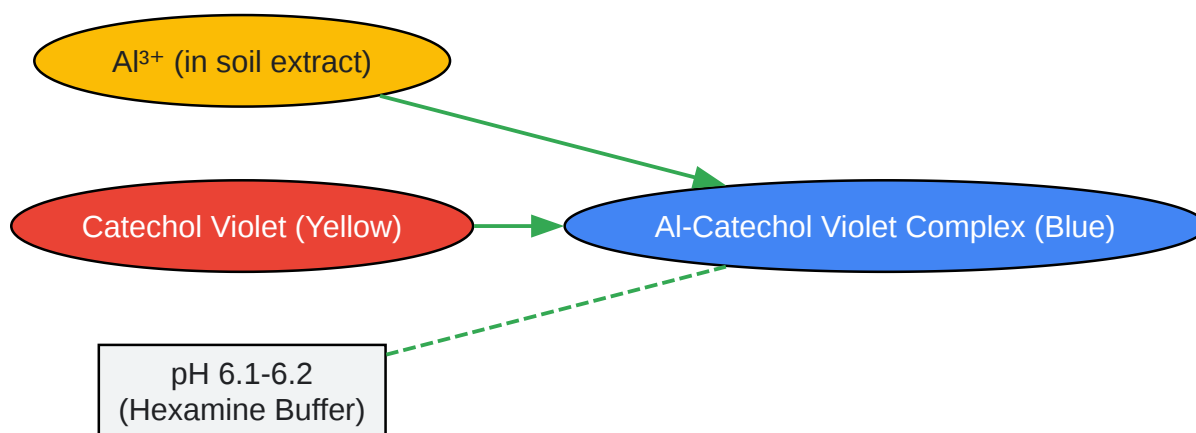 Al³⁺ (in soil extract)
Catechol Violet (Yellow)
Al-Catechol Violet Complex (Blue)
pH 6.1-6.2
(Hexamine Buffer)